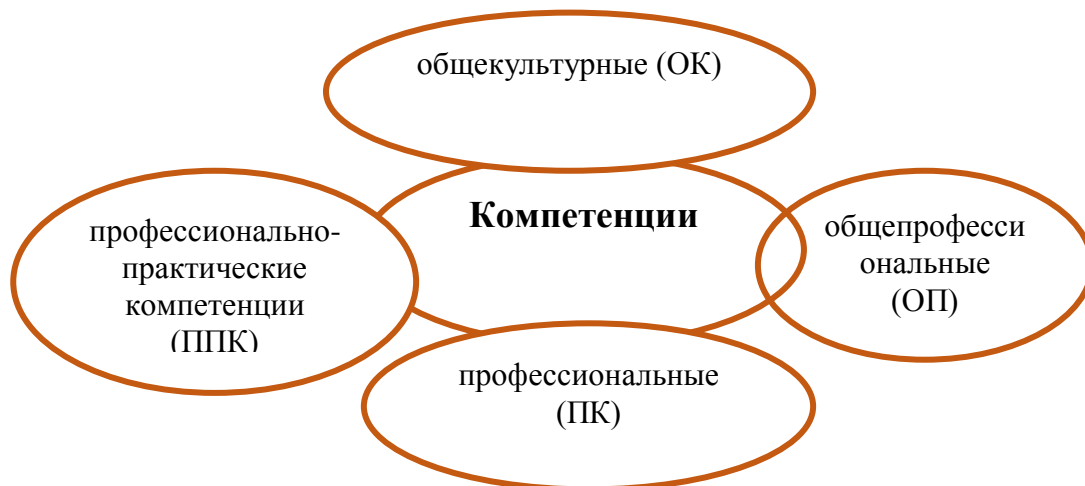 общекультурные (ОК)
Компетенции
профессионально-
практические
компетенции
(ППК)
общепрофесси
ональные
(ОП)
профессиональные
(ПК)